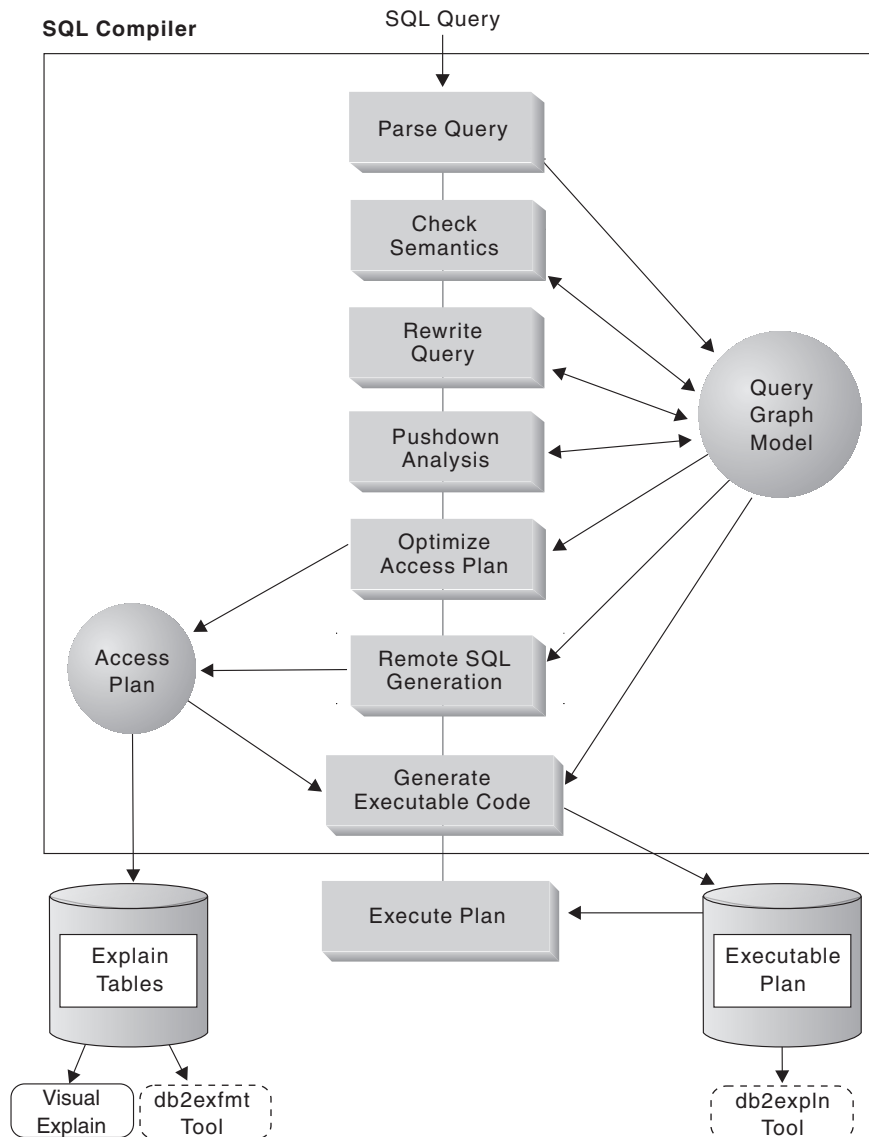 SQL Query
SQL Compiler
Parse Query
Check
Semantics
Rewrite
Query
Query
Graph
Model
Pushdown
Analysis
Optimize
Access Plan
Access
Plan
Remote SQL
Generation
Generate
Executable Code
Explain
Tables
Execute Plan
Executable
Plan
Visual
Explain
db2exfmt
Tool
db2expln
Tool